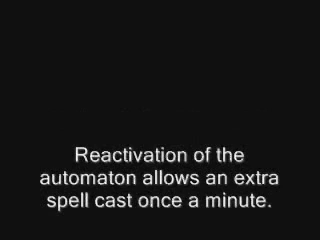 Reactivation of the
automaton allows an extra
spell cast once a minute.